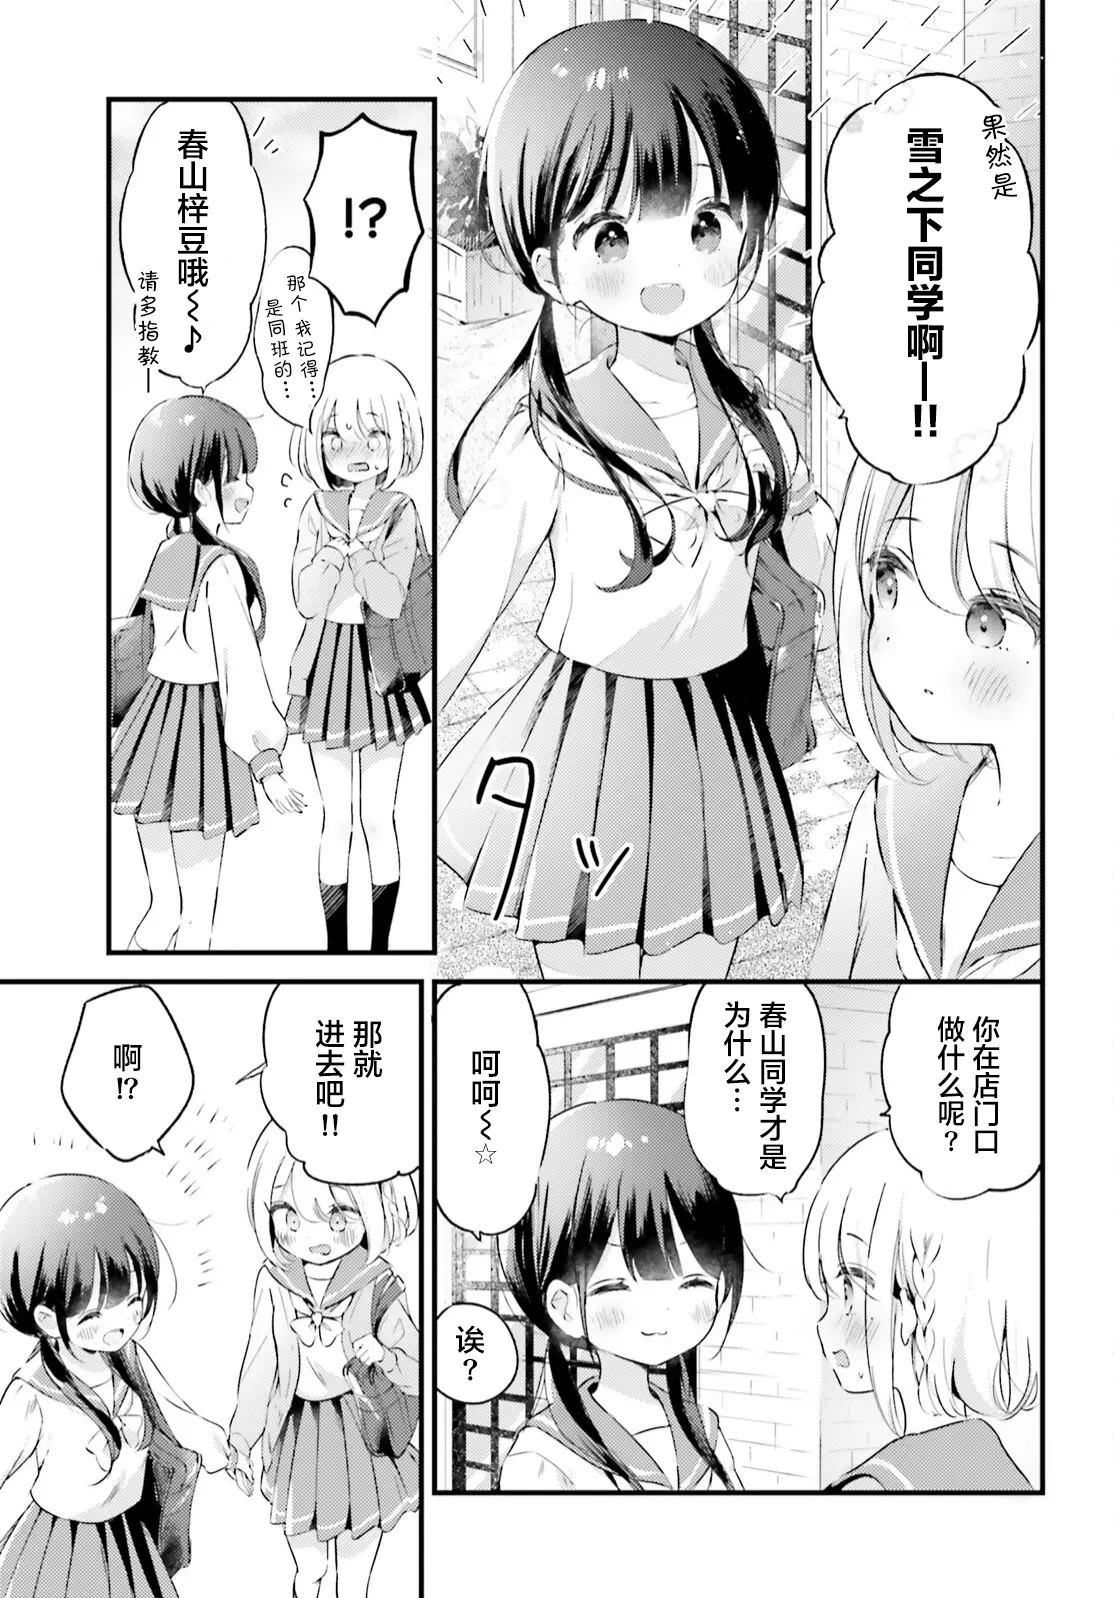 果然是
雪之下同学啊—!!
タッ
!?
那个我记得…
是同班的…
春山梓豆哦～♪
请多指教—
你在店门口
做什么呢?
春山同学才是
为什么…
呵呵～☆
诶?
那就
进去吧!!
啊!?